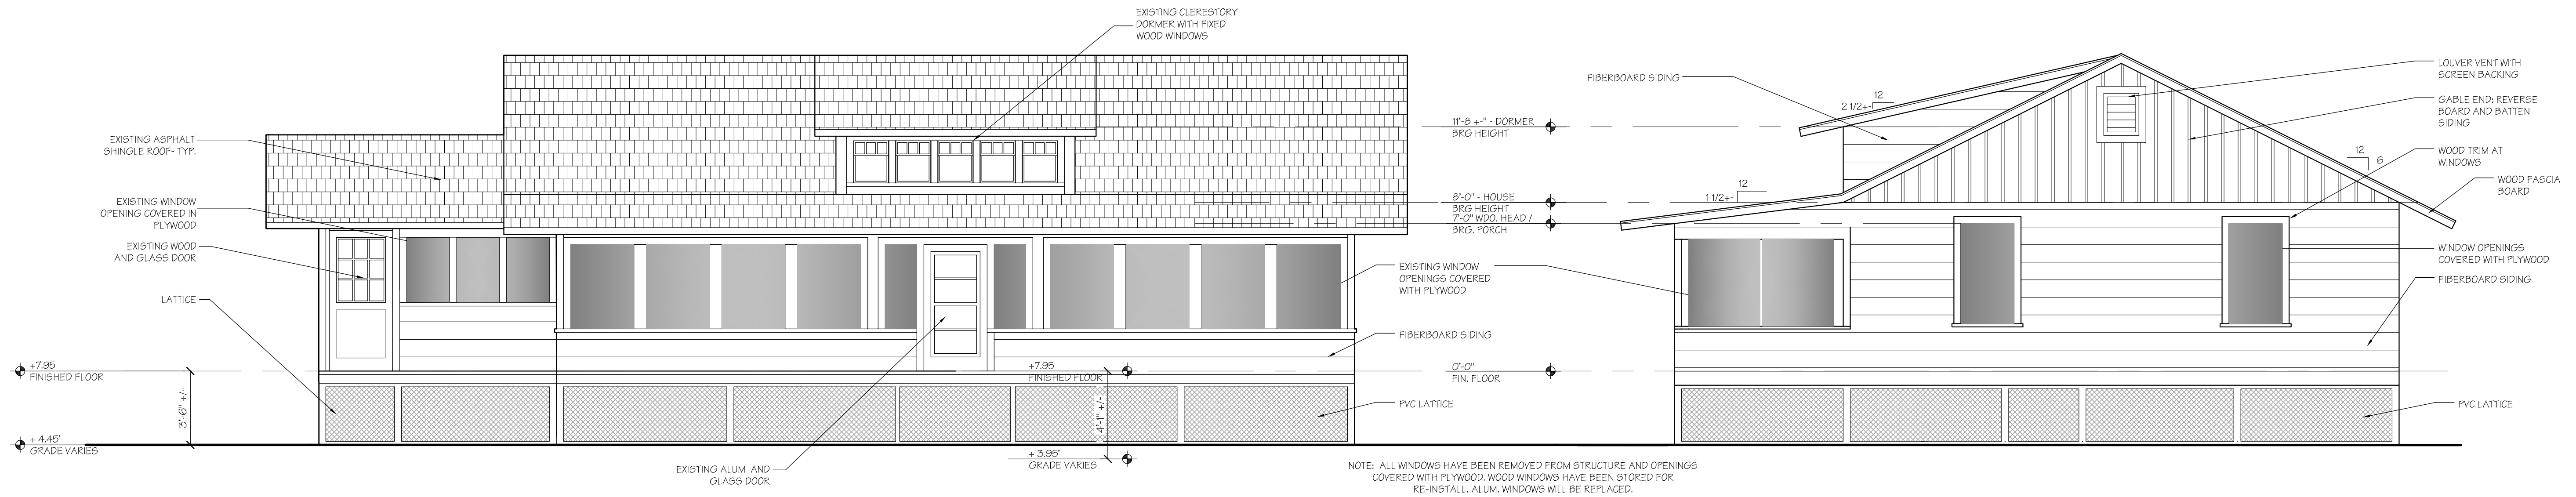 EXISTING CLERESTORY
DORMER WITH FIXED
WOOD WINDOWS
EXISTING ASPHALT
SHINGLE ROOF- TYP.
EXISTING WINDOW
OPENING COVERED IN
PLYWOOD
EXISTING WOOD
AND GLASS DOOR
LATTICE
+7.95
FINISHED FLOOR
3'-6" +/-
+ 4.45'
GRADE VARIES
EXISTING ALUM AND
GLASS DOOR
+7.95
FINISHED FLOOR
4'-1" +/-
+ 3.95'
GRADE VARIES
EXISTING WINDOW
OPENINGS COVERED
WITH PLYWOOD
FIBERBOARD SIDING
PVC LATTICE
11'-8 +-" - DORMER
BRG HEIGHT
8'-0" - HOUSE
BRG HEIGHT
7'-0" WDO. HEAD /
BRG. PORCH
0'-0"
FIN. FLOOR
NOTE: ALL WINDOWS HAVE BEEN REMOVED FROM STRUCTURE AND OPENINGS
COVERED WITH PLYWOOD. WOOD WINDOWS HAVE BEEN STORED FOR
RE-INSTALL. ALUM. WINDOWS WILL BE REPLACED.
FIBERBOARD SIDING
12
2 1/2+-
12
1 1/2+-
12
6
LOUVER VENT WITH
SCREEN BACKING
GABLE END: REVERSE
BOARD AND BATTEN
SIDING
WOOD TRIM AT
WINDOWS
WOOD FASCIA
BOARD
WINDOW OPENINGS
COVERED WITH PLYWOOD
FIBERBOARD SIDING
PVC LATTICE